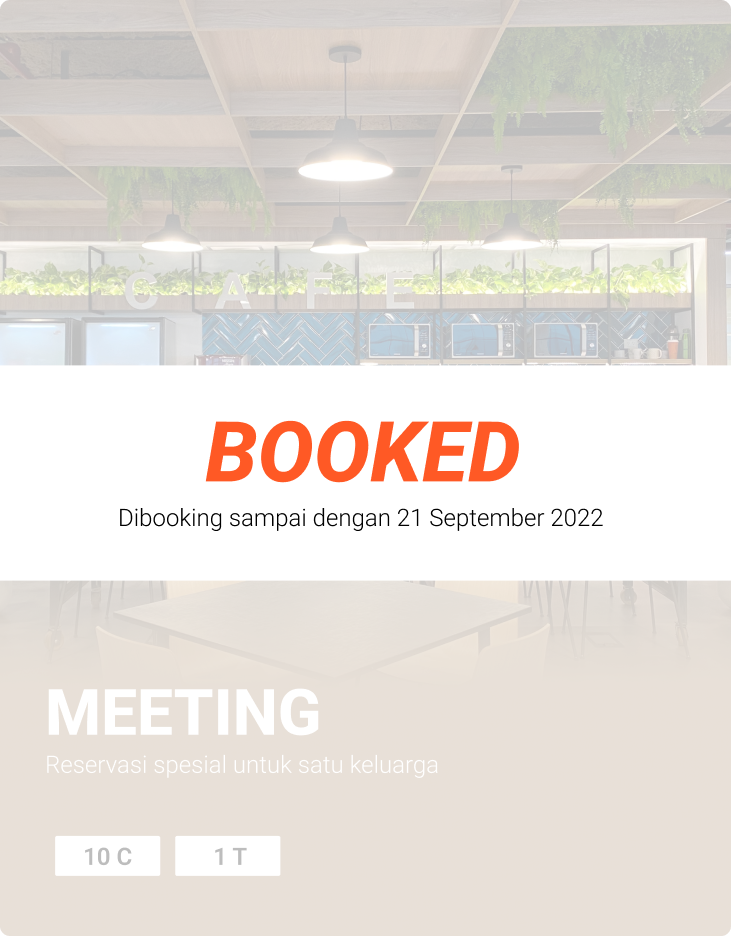 CAFE
BOOKED
Dibooking sampai dengan 21 September 2022
MEETING
Reservasi spesial untuk satu keluarga
10 C
1 T